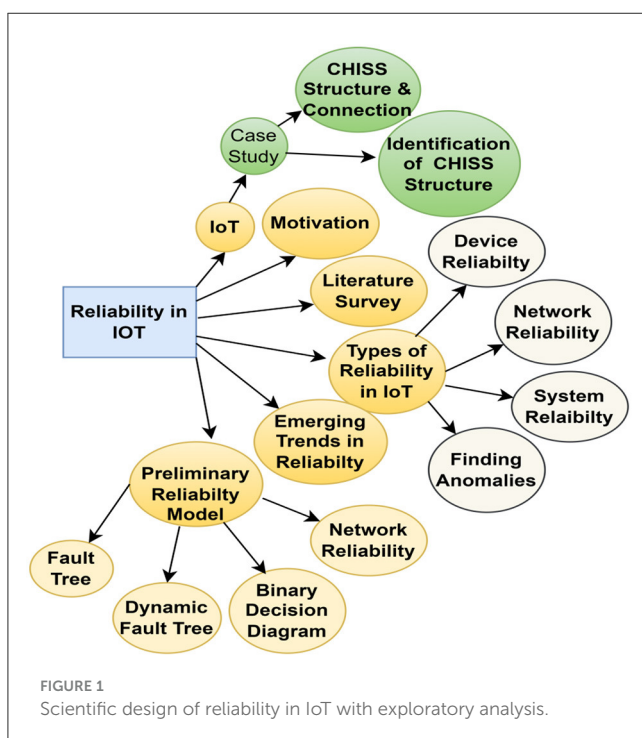 CHISS
Structure &
Connection
Case
Study
Identification
of CHISS
Structure
IoT
Motivation
Device
Reliabilty
Literature
Survey
Reliability in
IOT
Network
Reliability
Types of
Reliability
in IoT
System
Relaibilty
Emerging
Trends in
Reliabilty
Finding
Anomalies
Preliminary
Reliabilty
Model
Network
Reliability
Fault
Tree
Dynamic
Fault Tree
Binary
Decision
Diagram
FIGURE 1
Scientific design of reliability in IoT with exploratory analysis.